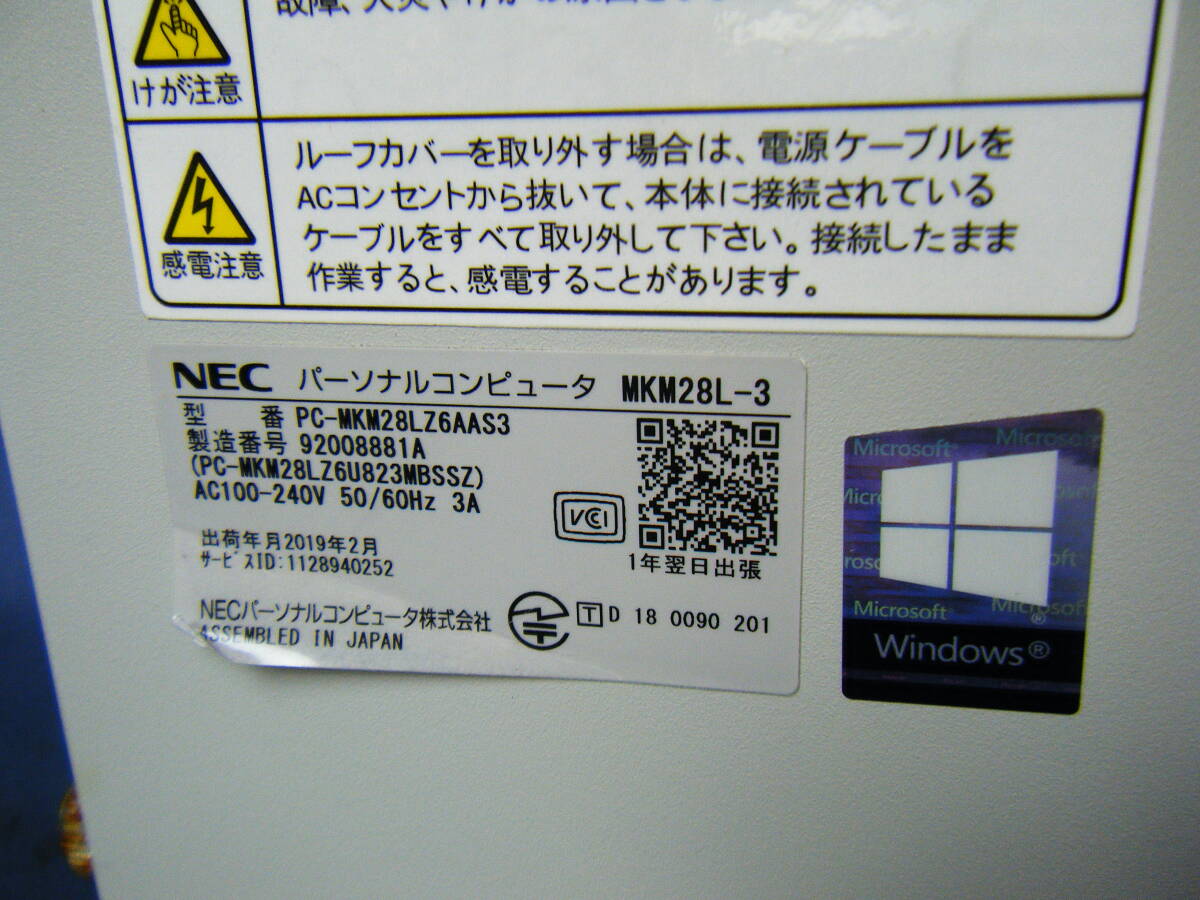 けが注意
ルーフカバーを取り外す場合は、電源ケーブルを
ACコンセントから抜いて、本体に接続されている
ケーブルをすべて取り外して下さい。接続したまま
作業すると、感電することがあります。
感電注意
NEC パーソナルコンピュータ MKM28L-3
型 番 PC-MKM28LZ6AAS3
製造番号 92008881A
(PC-MKM28LZ6U823MBSSZ)
AC100-240V 50/60Hz 3A
VCCI
出荷年月2019年2月
サービスID:1128940252
1年翌日出張
NECパーソナルコンピュータ株式会社
ASSEMBLED IN JAPAN
T D 18 0090 201
Microsoft Microsoft
Microsoft
Microsoft Microsoft
Windows®